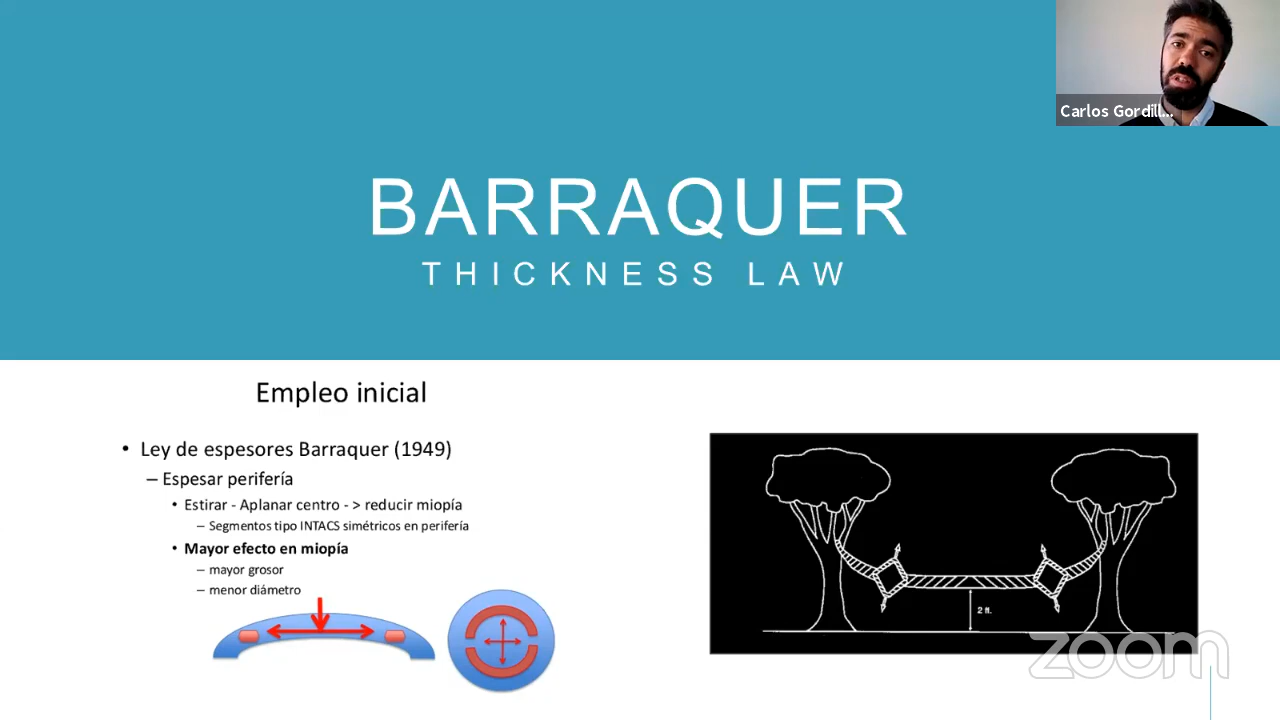 Carlos Gordill...
BARRAQUER
THICKNESS LAW
Empleo inicial
• Ley de espesores Barraquer (1949)
– Espesar periferia
• Estirar - Aplanar centro - > reducir miopía
– Segmentos tipo INTACS simétricos en periferia
• Mayor efecto en miopía
– mayor grosor
– menor diámetro
2 ft.
zoom